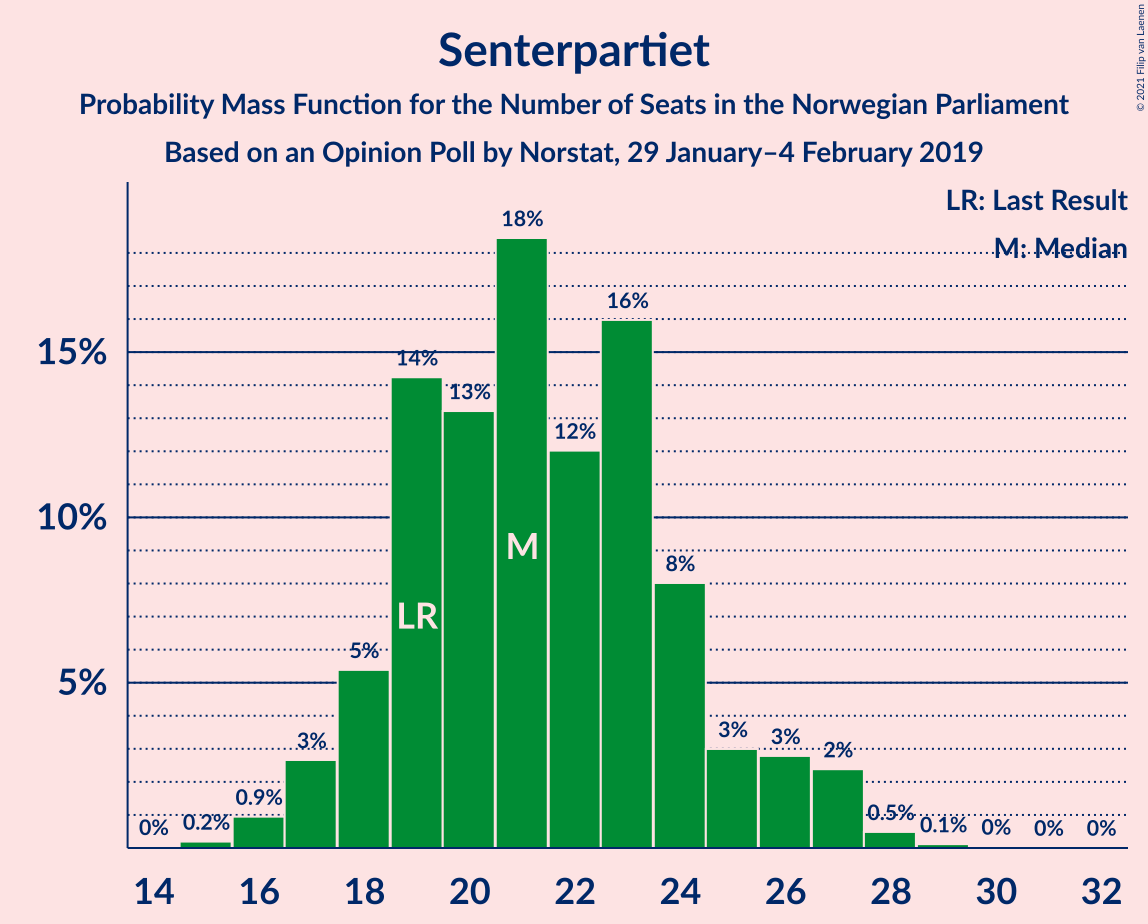 Senterpartiet
Probability Mass Function for the Number of Seats in the Norwegian Parliament
Based on an Opinion Poll by Norstat, 29 January–4 February 2019
© 2021 Filip van Laenen
LR: Last Result
M: Median
15%
10%
5%
0%
0.2%
0.9%
3%
5%
14%
13%
18%
12%
16%
8%
3%
3%
2%
0.5%
0.1%
0%
0%
0%
LR
M
14 16 18 20 22 24 26 28 30 32